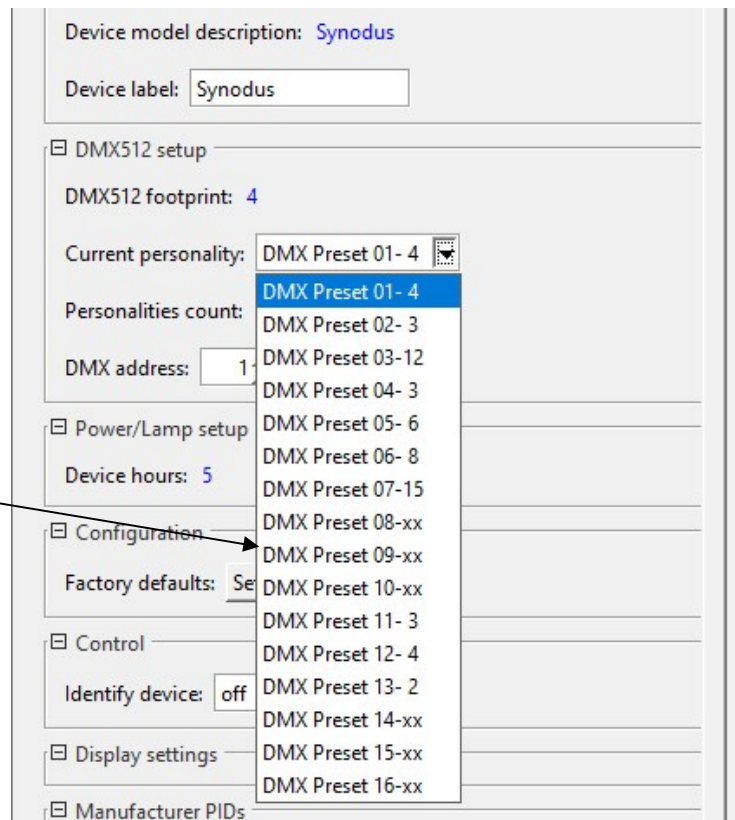 Device model description: Synodus
Device label: Synodus
DMX512 setup
DMX512 footprint: 4
Current personality: DMX Preset 01- 4
DMX Preset 01- 4
Personalities count:
DMX Preset 02- 3
DMX address: 1
DMX Preset 03-12
DMX Preset 04- 3
Power/Lamp setup
DMX Preset 05- 6
DMX Preset 06- 8
Device hours: 5
DMX Preset 07-15
DMX Preset 08-xx
Configuration
DMX Preset 09-xx
Factory defaults: Se
DMX Preset 10-xx
DMX Preset 11- 3
Control
DMX Preset 12- 4
Identify device: off
DMX Preset 13- 2
DMX Preset 14-xx
Display settings
DMX Preset 15-xx
DMX Preset 16-xx
Manufacturer PIDs